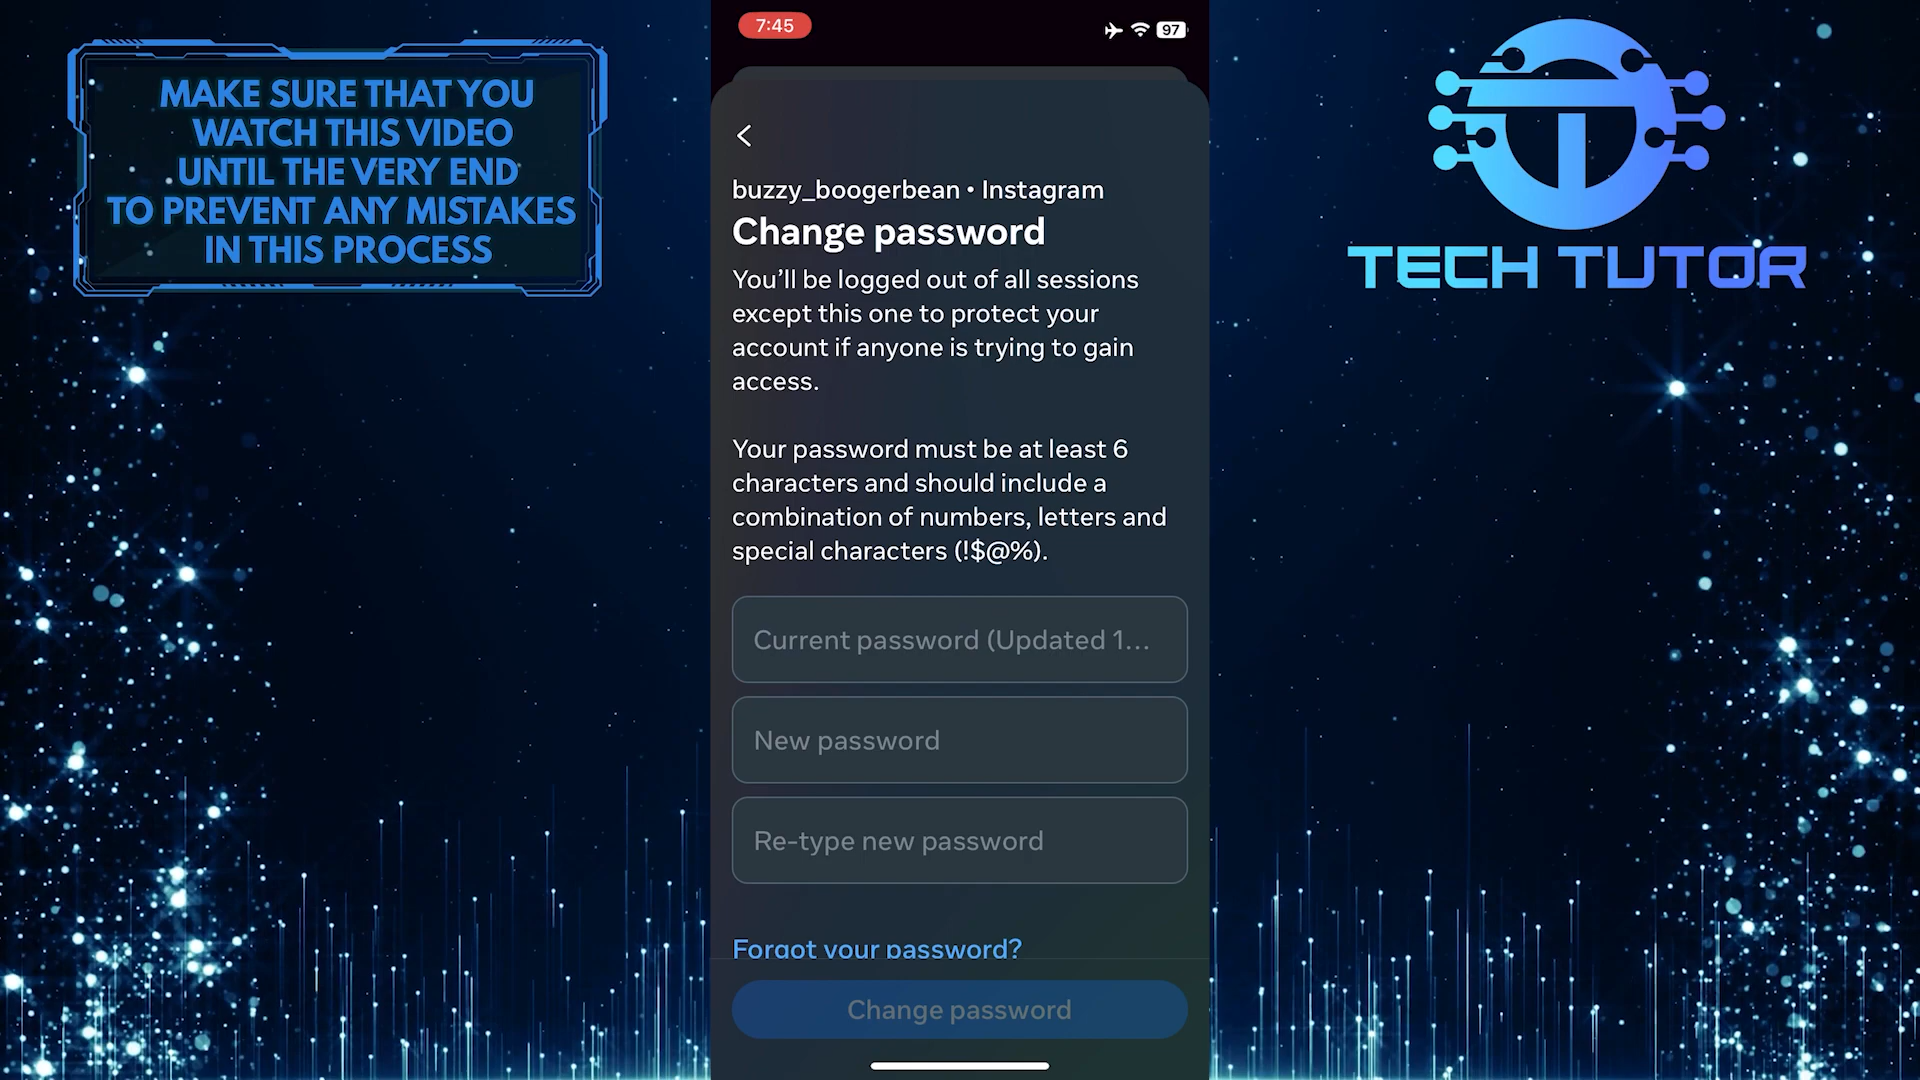 MAKE SURE THAT YOU
WATCH THIS VIDEO
UNTIL THE VERY END
TO PREVENT ANY MISTAKES
IN THIS PROCESS
7:45
97
buzzy_boogerbean • Instagram
Change password
You’ll be logged out of all sessions
except this one to protect your
account if anyone is trying to gain
access.
Your password must be at least 6
characters and should include a
combination of numbers, letters and
special characters (!$@%).
Current password (Updated 1...
New password
Re-type new password
Forgot your password?
Change password
TECH TUTOR